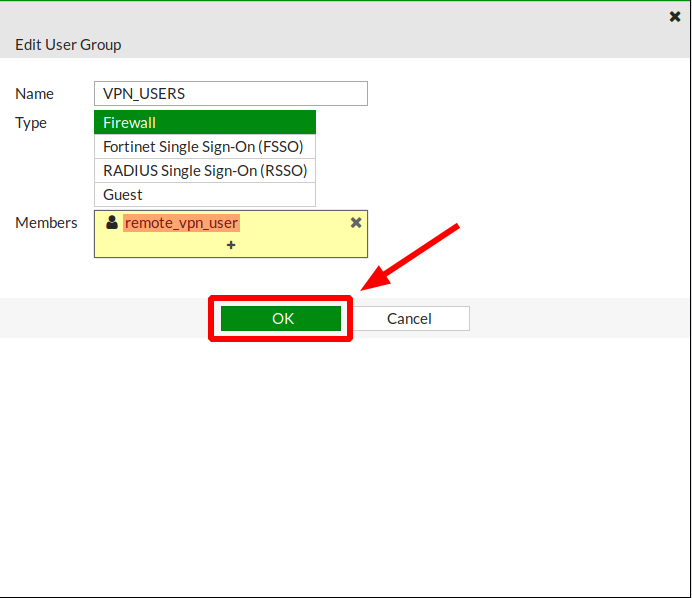 Edit User Group
Name VPN_USERS
Type Firewall
Fortinet Single Sign-On (FSSO)
RADIUS Single Sign-On (RSSO)
Guest
Members remote_vpn_user
+
OK Cancel